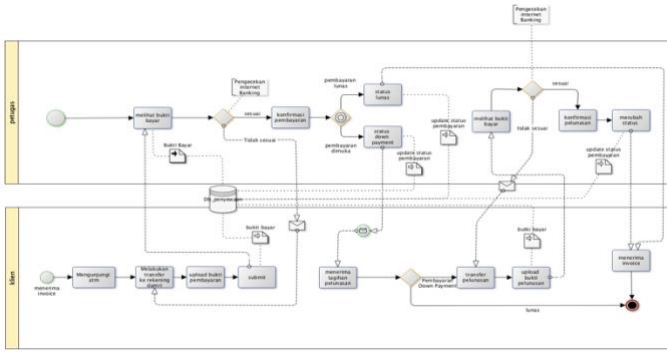 Pengecekan
internet
Banking
petugas
melihat bukti
bayar
Pengecekan
internet
Banking
sesuai
Tidak sesuai
konfirmasi
pembayaran
pembayaran
lunas
pembayaran
dimuka
status
lunas
status
down
payment
update status
pembayaran
update status
pembayaran
melihat bukti
bayar
sesuai
tidak sesuai
konfirmasi
pelunasan
merubah
status
update status
pembayaran
Bukti Bayar
bukti bayar
bukti bayar
klien
menerima
invoice
Mengunjungi
atm
Melakukan
transfer
ke rekening
upload bukti
pembayaran
submit
menerima
tagihan
pelunasan
Pembayaran
Down Payment
transfer
pelunasan
upload
bukti
pelunasan
menerima
invoice
lunas